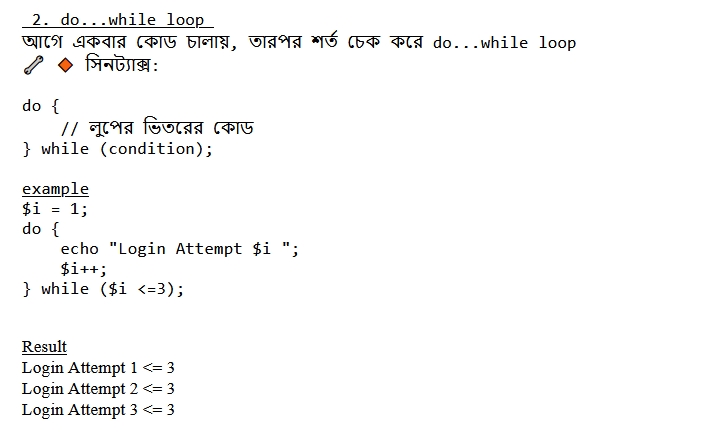 2. do...while loop
আগে একবার কোড চালায়, তারপর শর্ত চেক করে do...while loop
🔧 🔶 সিনট্যাক্স:
do {
// লুপের ভিতরের কোড
} while (condition);
example
$i = 1;
do {
echo "Login Attempt $i ";
$i++;
} while ($i <=3);
Result
Login Attempt 1 <= 3
Login Attempt 2 <= 3
Login Attempt 3 <= 3